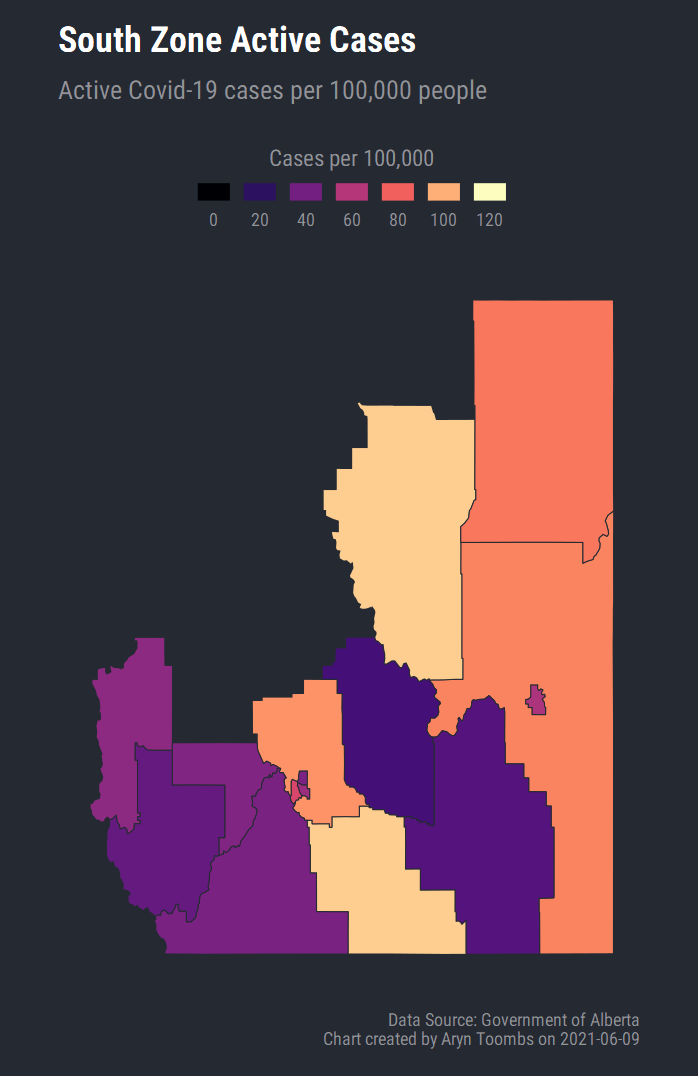 South Zone Active Cases
Active Covid-19 cases per 100,000 people
Cases per 100,000
0 20 40 60 80 100 120
Data Source: Government of Alberta
Chart created by Aryn Toombs on 2021-06-09